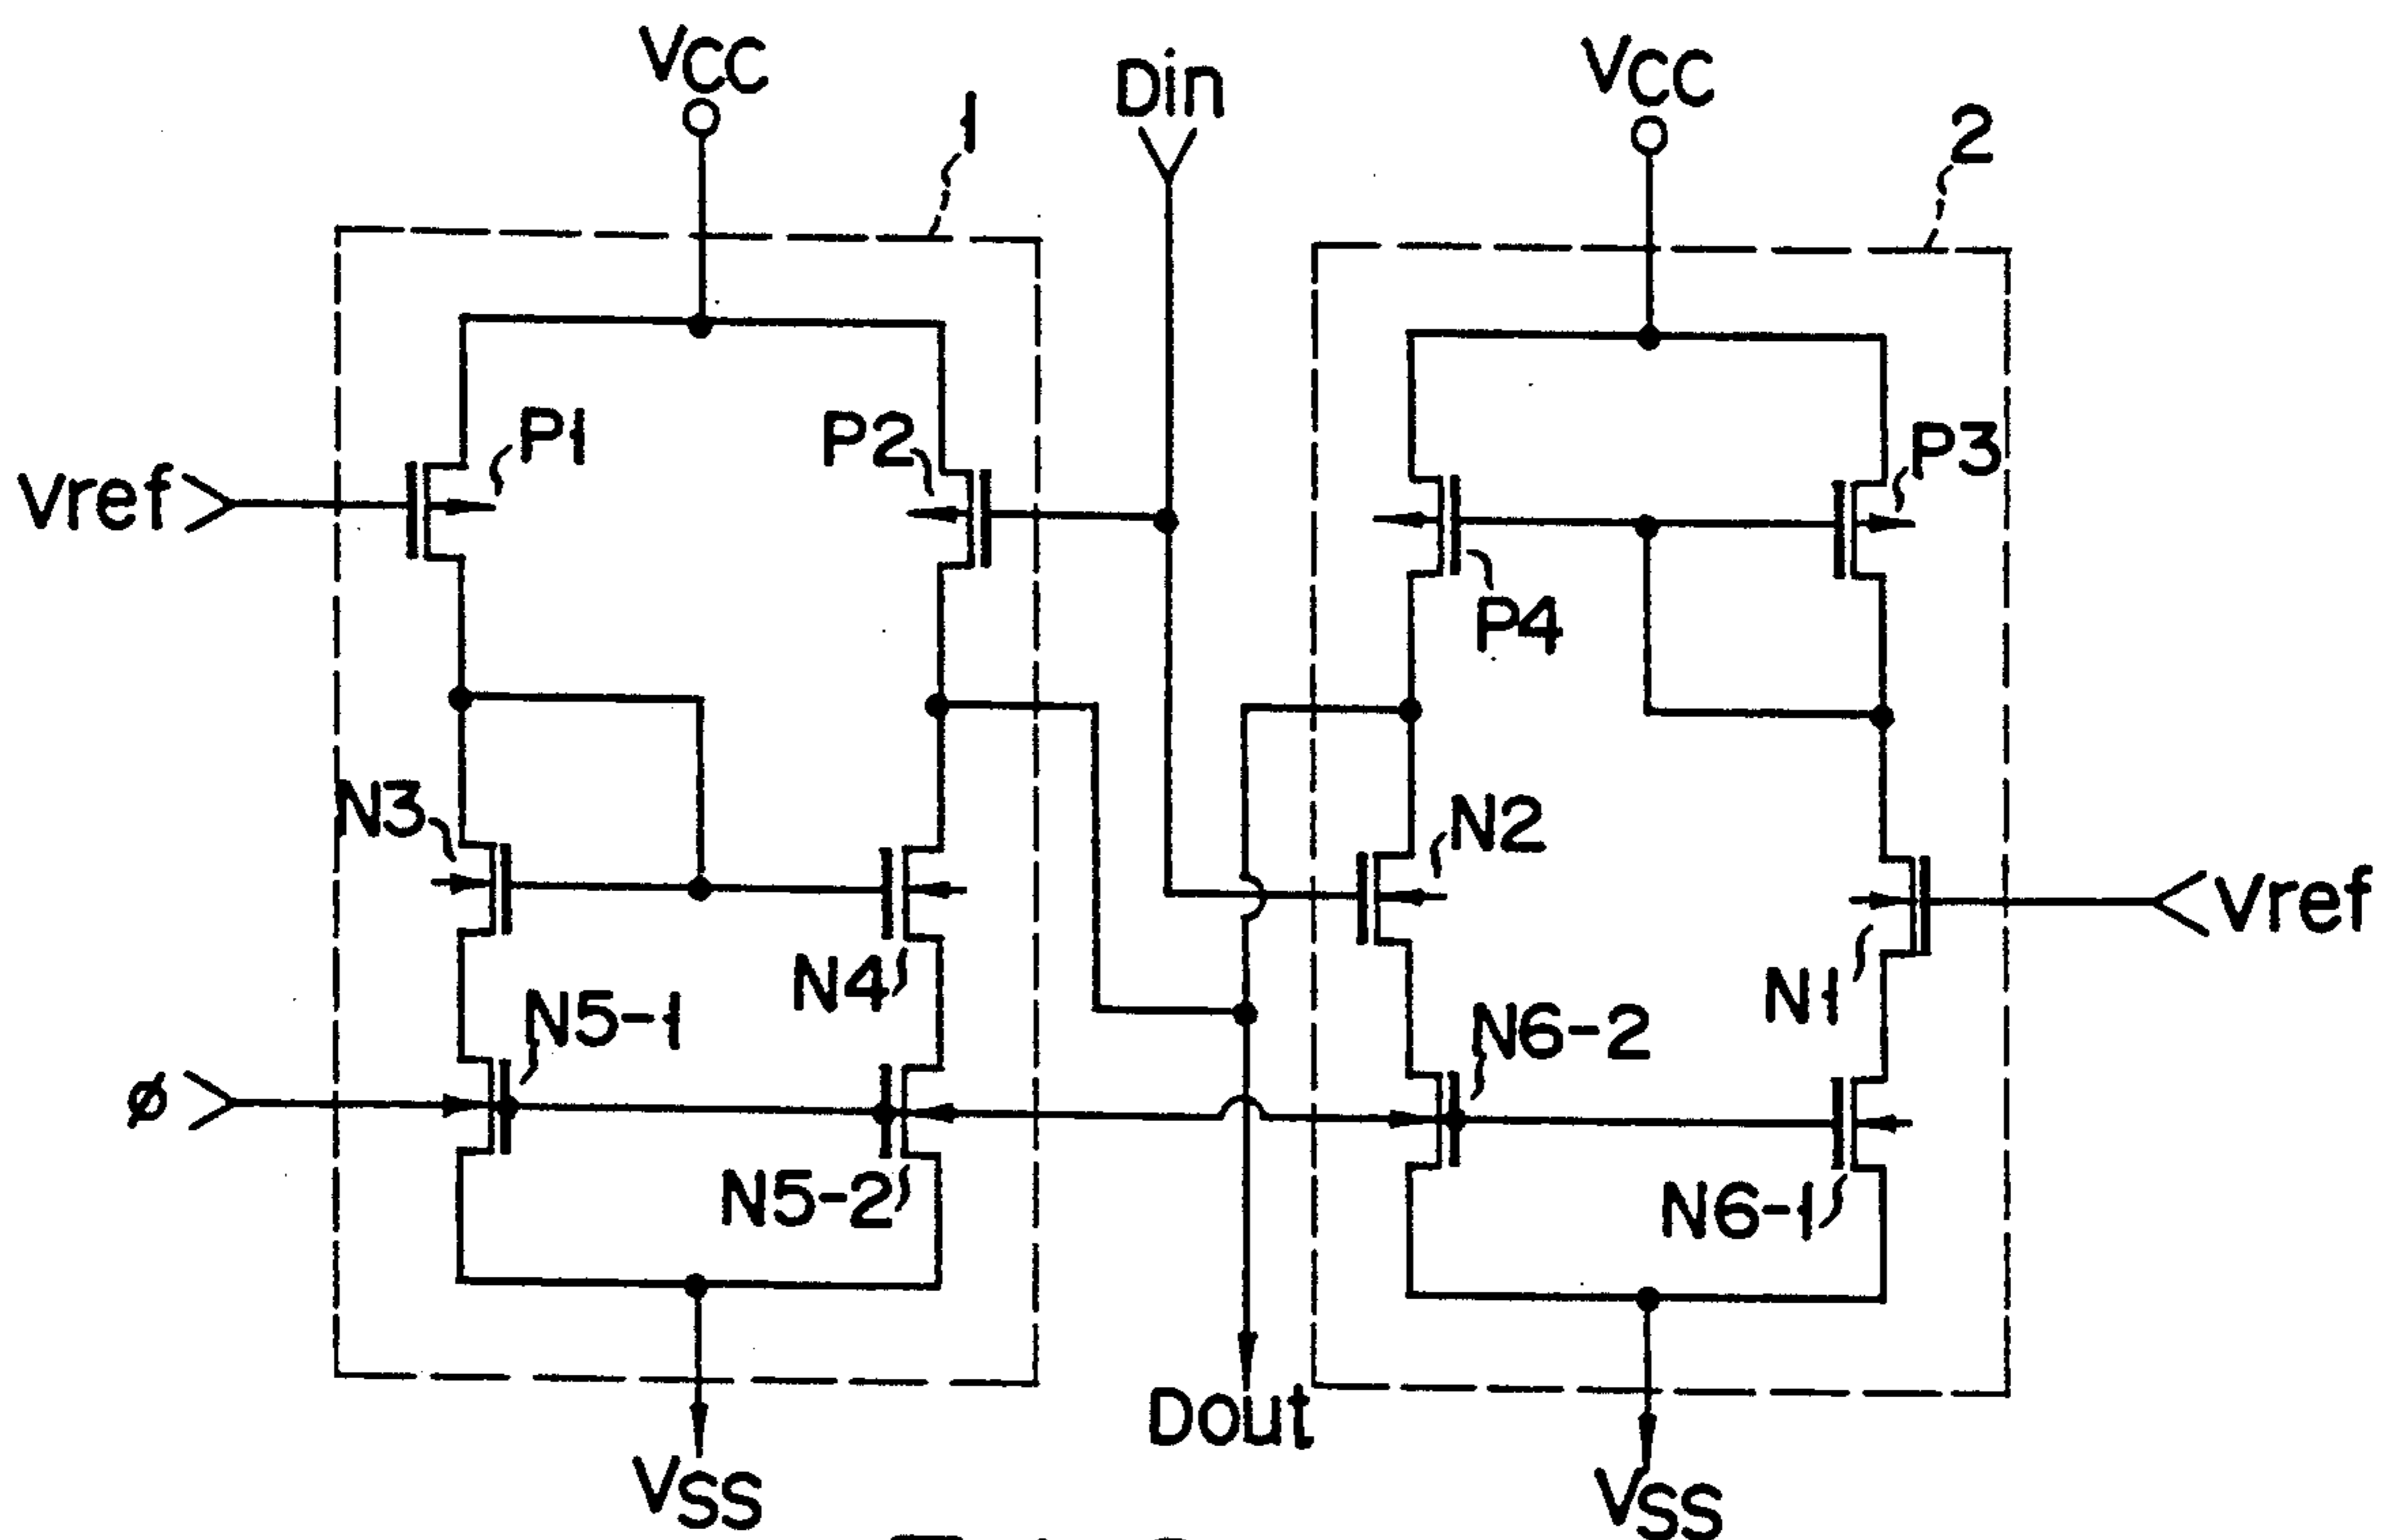 VCC
Din
VCC
1
2
P1
P2
P3
Vref
P4
N3
N2
Vref
N4
N1
N5-1
N6-2
ø
N5-2
N6-1
Dout
VSS
VSS